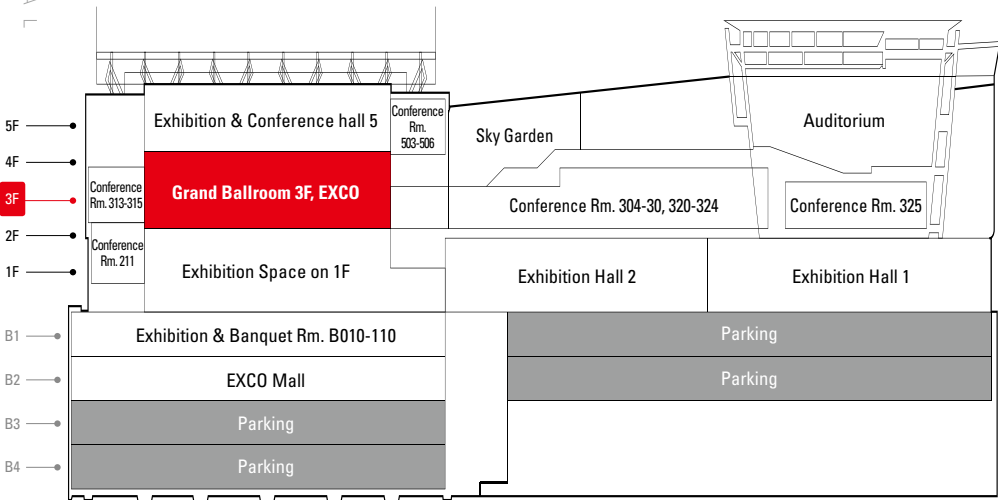 5F
4F
3F
2F
1F
B1
B2
B3
B4
Exhibition & Conference hall 5
Conference
Rm.
503-506
Sky Garden
Auditorium
Conference
Rm. 313-315
Grand Ballroom 3F, EXCO
Conference Rm. 304-30, 320-324
Conference Rm. 325
Conference
Rm. 211
Exhibition Space on 1F
Exhibition Hall 2
Exhibition Hall 1
Exhibition & Banquet Rm. B010-110
Parking
EXCO Mall
Parking
Parking
Parking